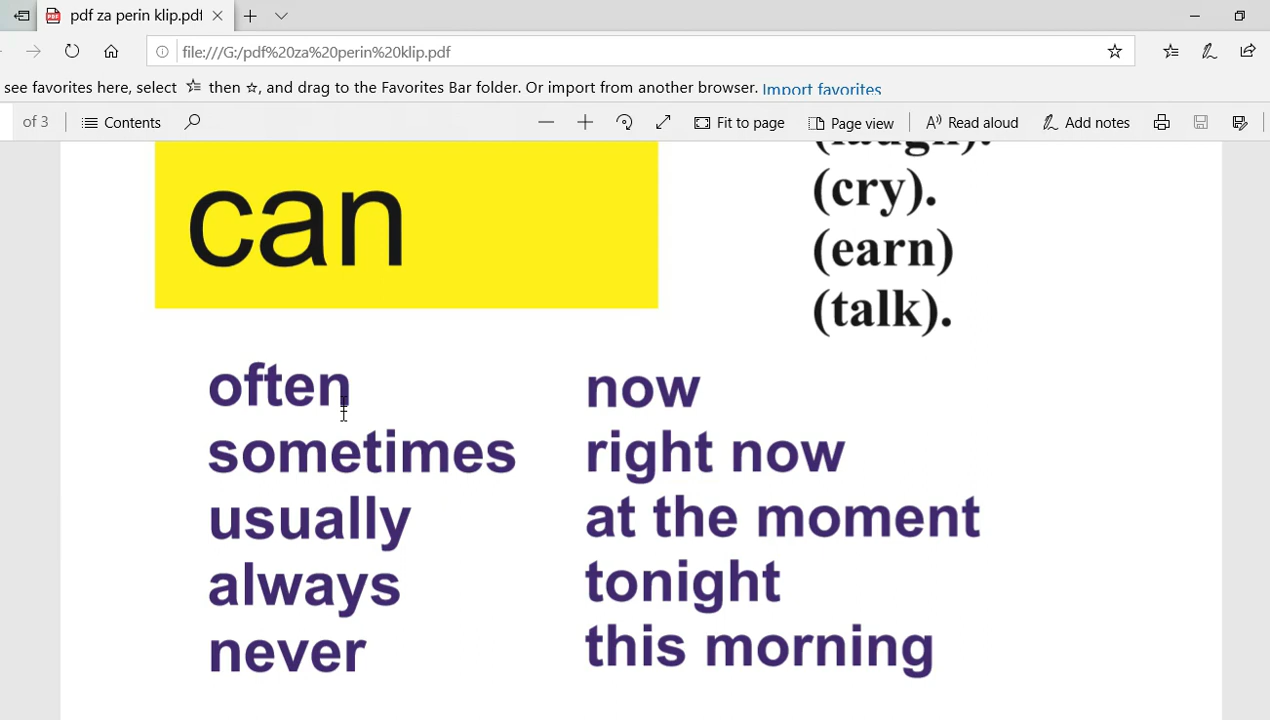 pdf za perin klip.pdf
file:///G:/pdf%20za%20perin%20klip.pdf
see favorites here, select then , and drag to the Favorites Bar folder. Or import from another browser. Import favorites
of 3 Contents Fit to page Page view Read aloud Add notes
can
(laugh).
(cry).
(earn)
(talk).
often
sometimes
usually
always
never
now
right now
at the moment
tonight
this morning